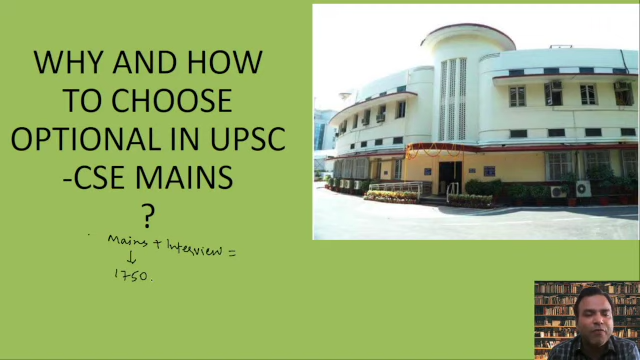 WHY AND HOW
TO CHOOSE
OPTIONAL IN UPSC
-CSE MAINS
?
Mains + Interview =
↓
1750.